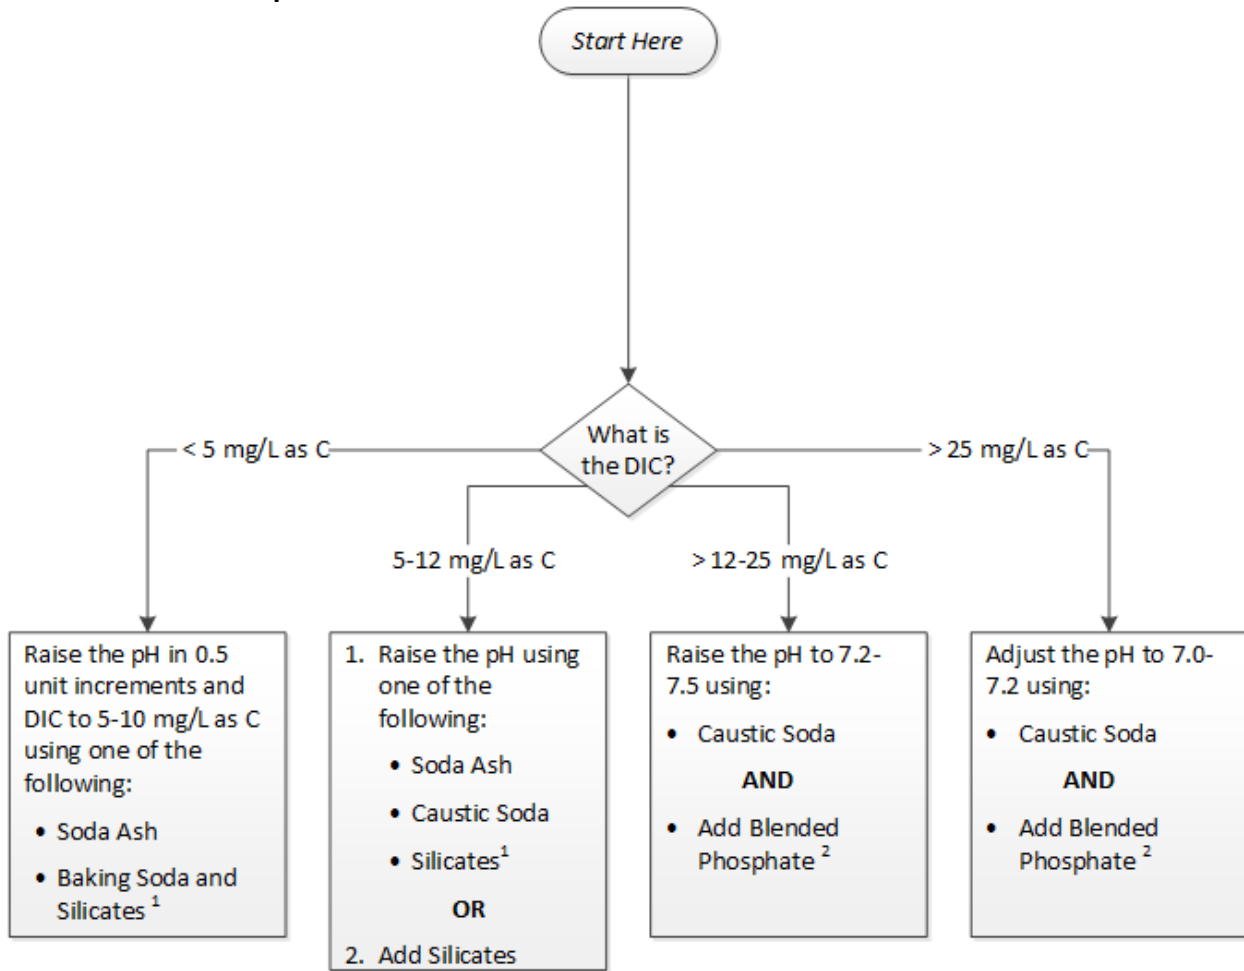 Start Here
What is
the DIC?
< 5 mg/L as C
> 25 mg/L as C
5-12 mg/L as C
> 12-25 mg/L as C
Raise the pH in 0.5
unit increments and
DIC to 5-10 mg/L as C
using one of the
following:
• Soda Ash
• Baking Soda and
Silicates 1
1. Raise the pH using
one of the
following:
• Soda Ash
• Caustic Soda
• Silicates1
OR
2. Add Silicates
Raise the pH to 7.2-
7.5 using:
• Caustic Soda
AND
• Add Blended
Phosphate 2
Adjust the pH to 7.0-
7.2 using:
• Caustic Soda
AND
• Add Blended
Phosphate 2